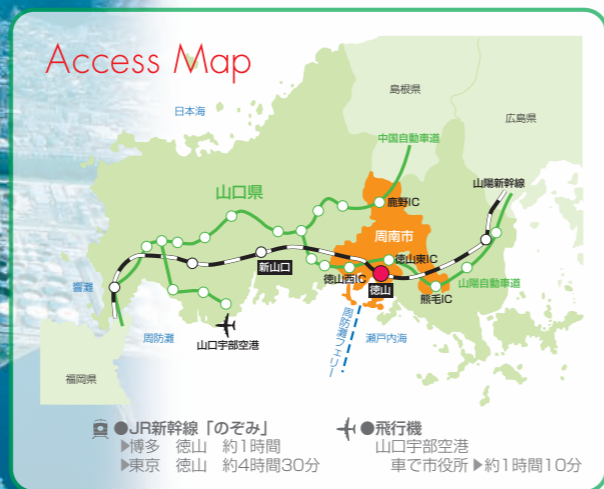 Access Map
日本海
島根県
広島県
中国自動車道
山陽新幹線
山口県
鹿野IC
周南市
新山口
徳山東IC
徳山西IC
徳山
熊毛IC
山陽自動車道
響灘
周防灘
山口宇部空港
周防灘フェリー
瀬戸内海
福岡県
●JR新幹線「のぞみ」
▶博多 徳山 約1時間
▶東京 徳山 約4時間30分
●飛行機
山口宇部空港
車で市役所▶約1時間10分